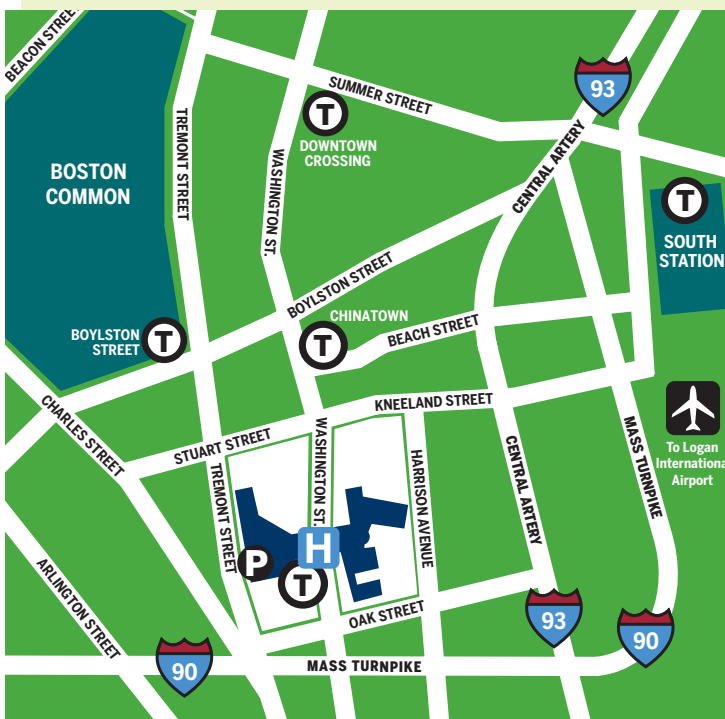 BEACON STREET
93
SUMMER STREET
T
DOWNTOWN
CROSSING
TREMONT STREET
WASHINGTON ST.
CENTRAL ARTERY
BOSTON
COMMON
T
SOUTH
STATION
BOYLSTON STREET
CHINATOWN
T
BOYLSTON
STREET
T
BEACH STREET
KNEELAND STREET
CHARLES STREET
STUART STREET
To Logan
International
Airport
TREMONT STREET
WASHINGTON ST.
HARRISON AVENUE
CENTRAL ARTERY
MASS TURNPIKE
H
P
T
ARLINGTON STREET
OAK STREET
93
90
90
MASS TURNPIKE